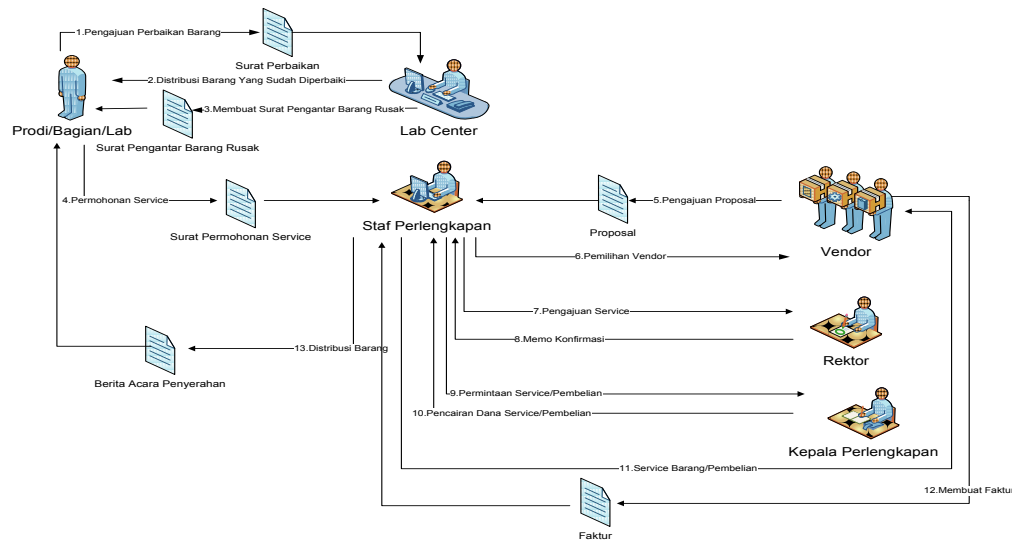 1.Pengajuan Perbaikan Barang
Surat Perbaikan
2.Distribusi Barang Yang Sudah Diperbaiki
3.Membuat Surat Pengantar Barang Rusak
Prodi/Bagian/Lab
Lab Center
Surat Pengantar Barang Rusak
4.Permohonan Service
5.Pengajuan Proposal
Surat Permohonan Service
Staf Perlengkapan
Proposal
Vendor
6.Pemilihan Vendor
7.Pengajuan Service
8.Memo Konfirmasi
Rektor
13.Distribusi Barang
Berita Acara Penyerahan
9.Permintaan Service/Pembelian
10.Pencairan Dana Service/Pembelian
Kepala Perlengkapan
11.Service Barang/Pembelian
12.Membuat Faktur
Faktur